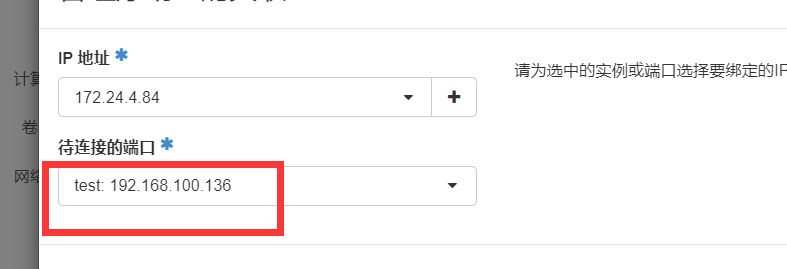 IP 地址 *
172.24.4.84
+
请为选中的实例或端口选择要绑定的IP
计算
卷
待连接的端口 *
网络
test: 192.168.100.136